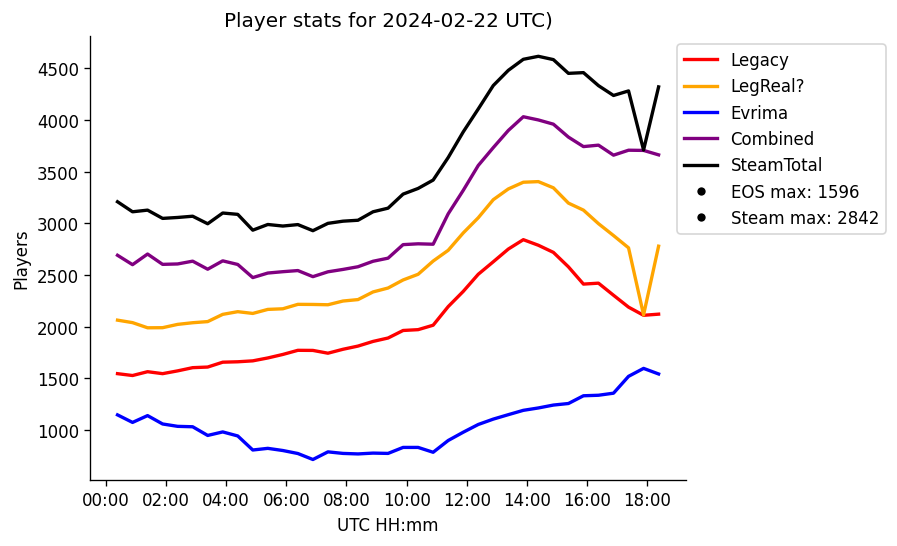 Player stats for 2024-02-22 UTC)
Legacy
LegReal?
Evrima
Combined
SteamTotal
EOS max: 1596
Steam max: 2842
Players
4500
4000
3500
3000
2500
2000
1500
1000
00:00 02:00 04:00 06:00 08:00 10:00 12:00 14:00 16:00 18:00
UTC HH:mm